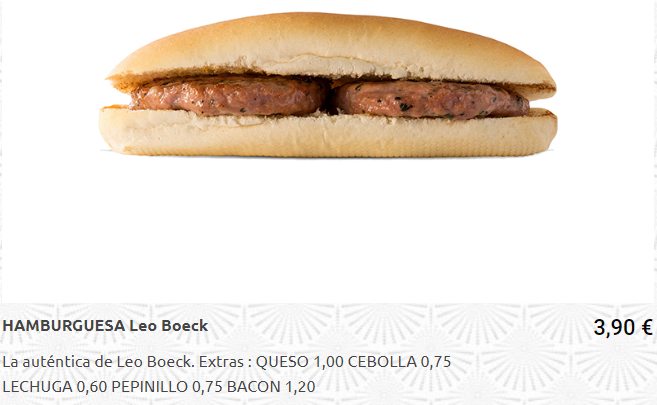 HAMBURGUESA Leo Boeck
3,90 €
La auténtica de Leo Boeck. Extras : QUESO 1,00 CEBOLLA 0,75
LECHUGA 0,60 PEPINILLO 0,75 BACON 1,20